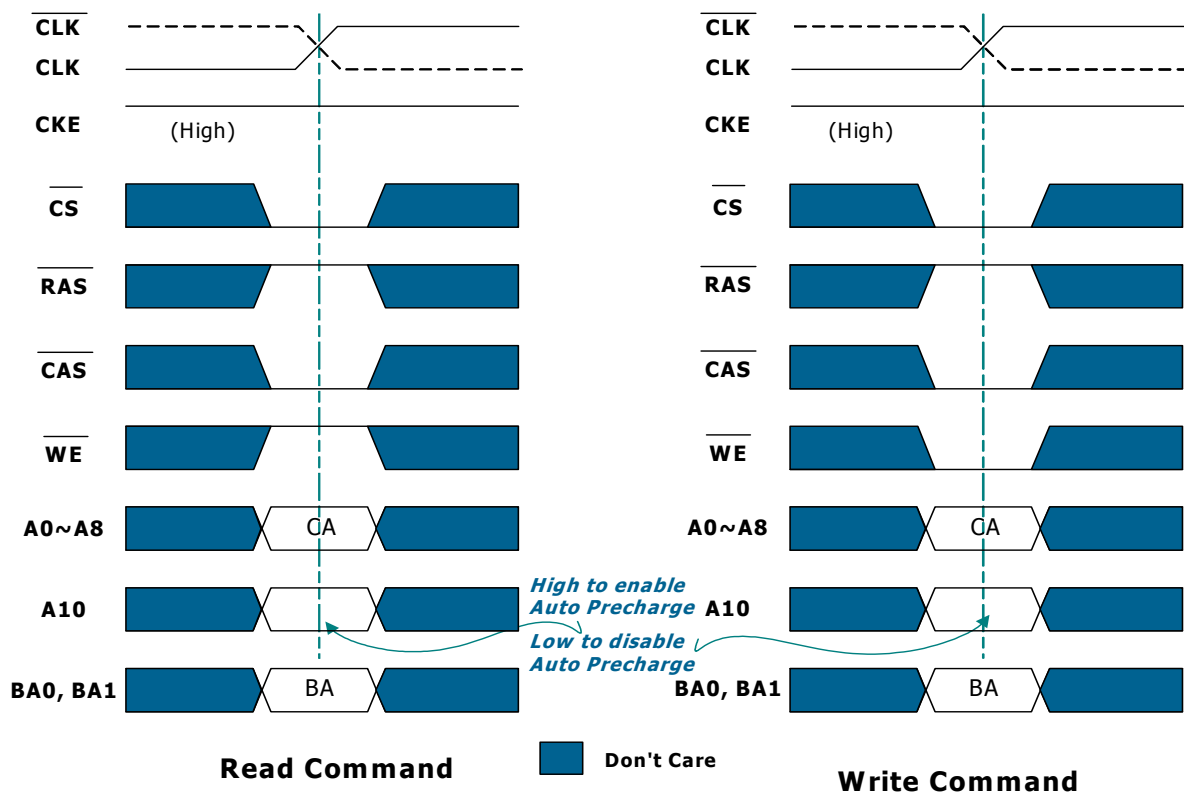 CLK
CLK
CKE
(High)
CS
RAS
CAS
WE
A0~A8
CA
A10
BA0, BA1
BA
Read Command
High to enable
Auto Precharge
Low to disable
Auto Precharge
Don't Care
CLK
CLK
CKE
(High)
CS
RAS
CAS
WE
A0~A8
CA
A10
BA0, BA1
BA
Write Command